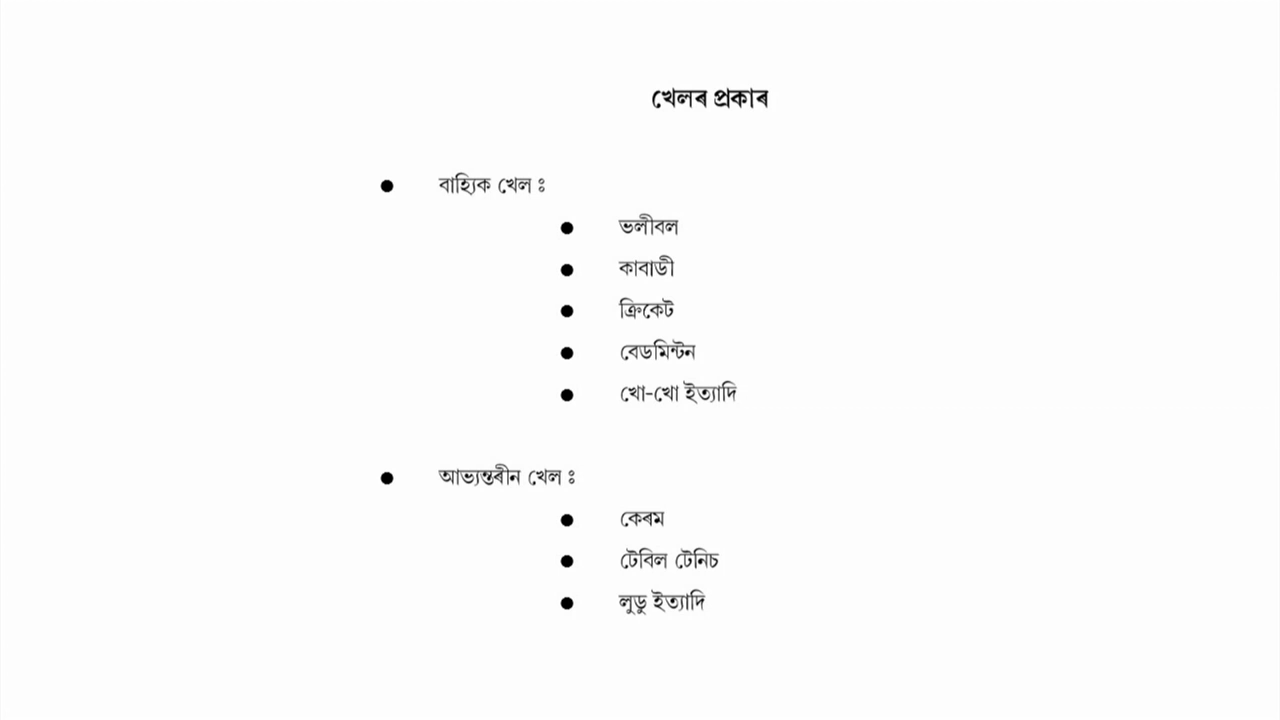 খেলৰ প্ৰকাৰ
● বাহ্যিক খেল ঃ
● ভলীবল
● কাবাডী
● ক্ৰিকেট
● বেডমিন্টন
● খো-খো ইত্যাদি
● আভ্যন্তৰীন খেল ঃ
● কেৰম
● টেবিল টেনিচ
● লুডু ইত্যাদি